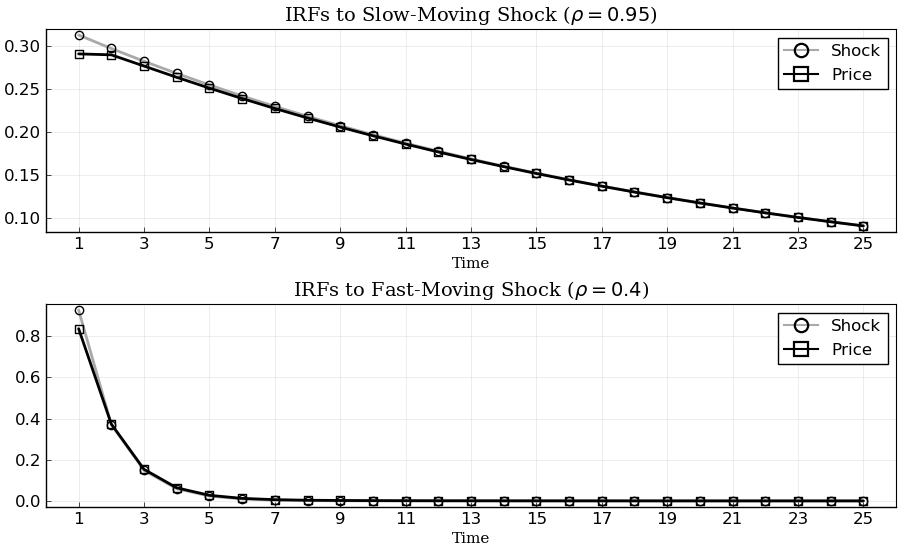 IRFs to Slow-Moving Shock (ρ = 0.95)
0.30
0.25
0.20
0.15
0.10
Shock
Price
1 3 5 7 9 11 13 15 17 19 21 23 25
Time
IRFs to Fast-Moving Shock (ρ = 0.4)
0.8
0.6
0.4
0.2
0.0
Shock
Price
1 3 5 7 9 11 13 15 17 19 21 23 25
Time